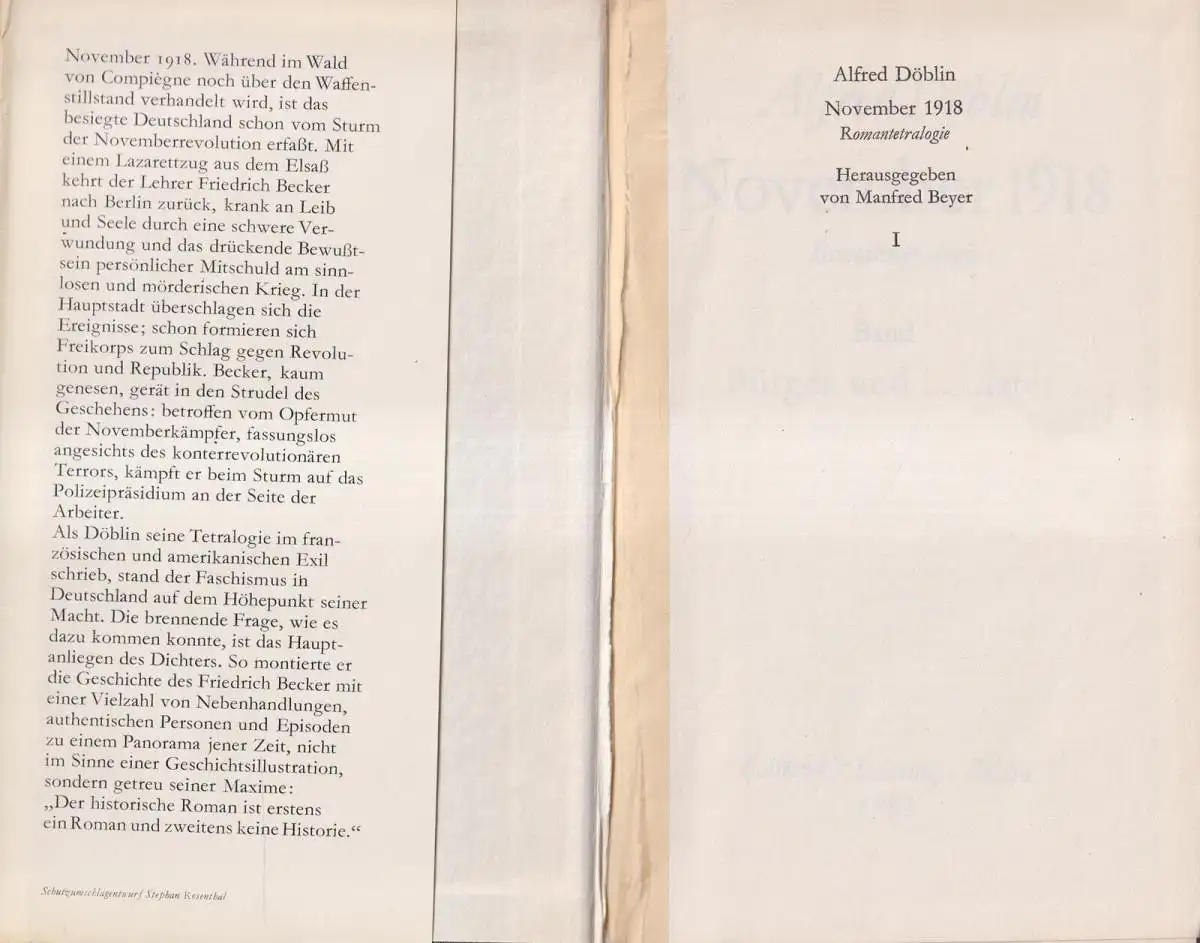 November 1918. Während im Wald
von Compiègne noch über den Waffen-
stillstand verhandelt wird, ist das
besiegte Deutschland schon vom Sturm
der Novemberrevolution erfaßt. Mit
einem Lazarettzug aus dem Elsaß
kehrt der Lehrer Friedrich Becker
nach Berlin zurück, krank an Leib
und Seele durch eine schwere Ver-
wundung und das drückende Bewußt-
sein persönlicher Mitschuld am sinn-
losen und mörderischen Krieg. In der
Hauptstadt überschlagen sich die
Ereignisse; schon formieren sich
Freikorps zum Schlag gegen Revolu-
tion und Republik. Becker, kaum
genesen, gerät in den Strudel des
Geschehens: betroffen vom Opfermut
der Novemberkämpfer, fassungslos
angesichts des konterrevolutionären
Terrors, kämpft er beim Sturm auf das
Polizeipräsidium an der Seite der
Arbeiter.
Als Döblin seine Tetralogie im fran-
zösischen und amerikanischen Exil
schrieb, stand der Faschismus in
Deutschland auf dem Höhepunkt seiner
Macht. Die brennende Frage, wie es
dazu kommen konnte, ist das Haupt-
anliegen des Dichters. So montierte er
die Geschichte des Friedrich Becker mit
einer Vielzahl von Nebenhandlungen,
authentischen Personen und Episoden
zu einem Panorama jener Zeit, nicht
im Sinne einer Geschichtsillustration,
sondern getreu seiner Maxime:
„Der historische Roman ist erstens
ein Roman und zweitens keine Historie.“
Schutzumschlagentwurf Stephan Rosenthal
Alfred Döblin
November 1918
Romantetralogie
Herausgegeben
von Manfred Beyer
I
November 1918
Band